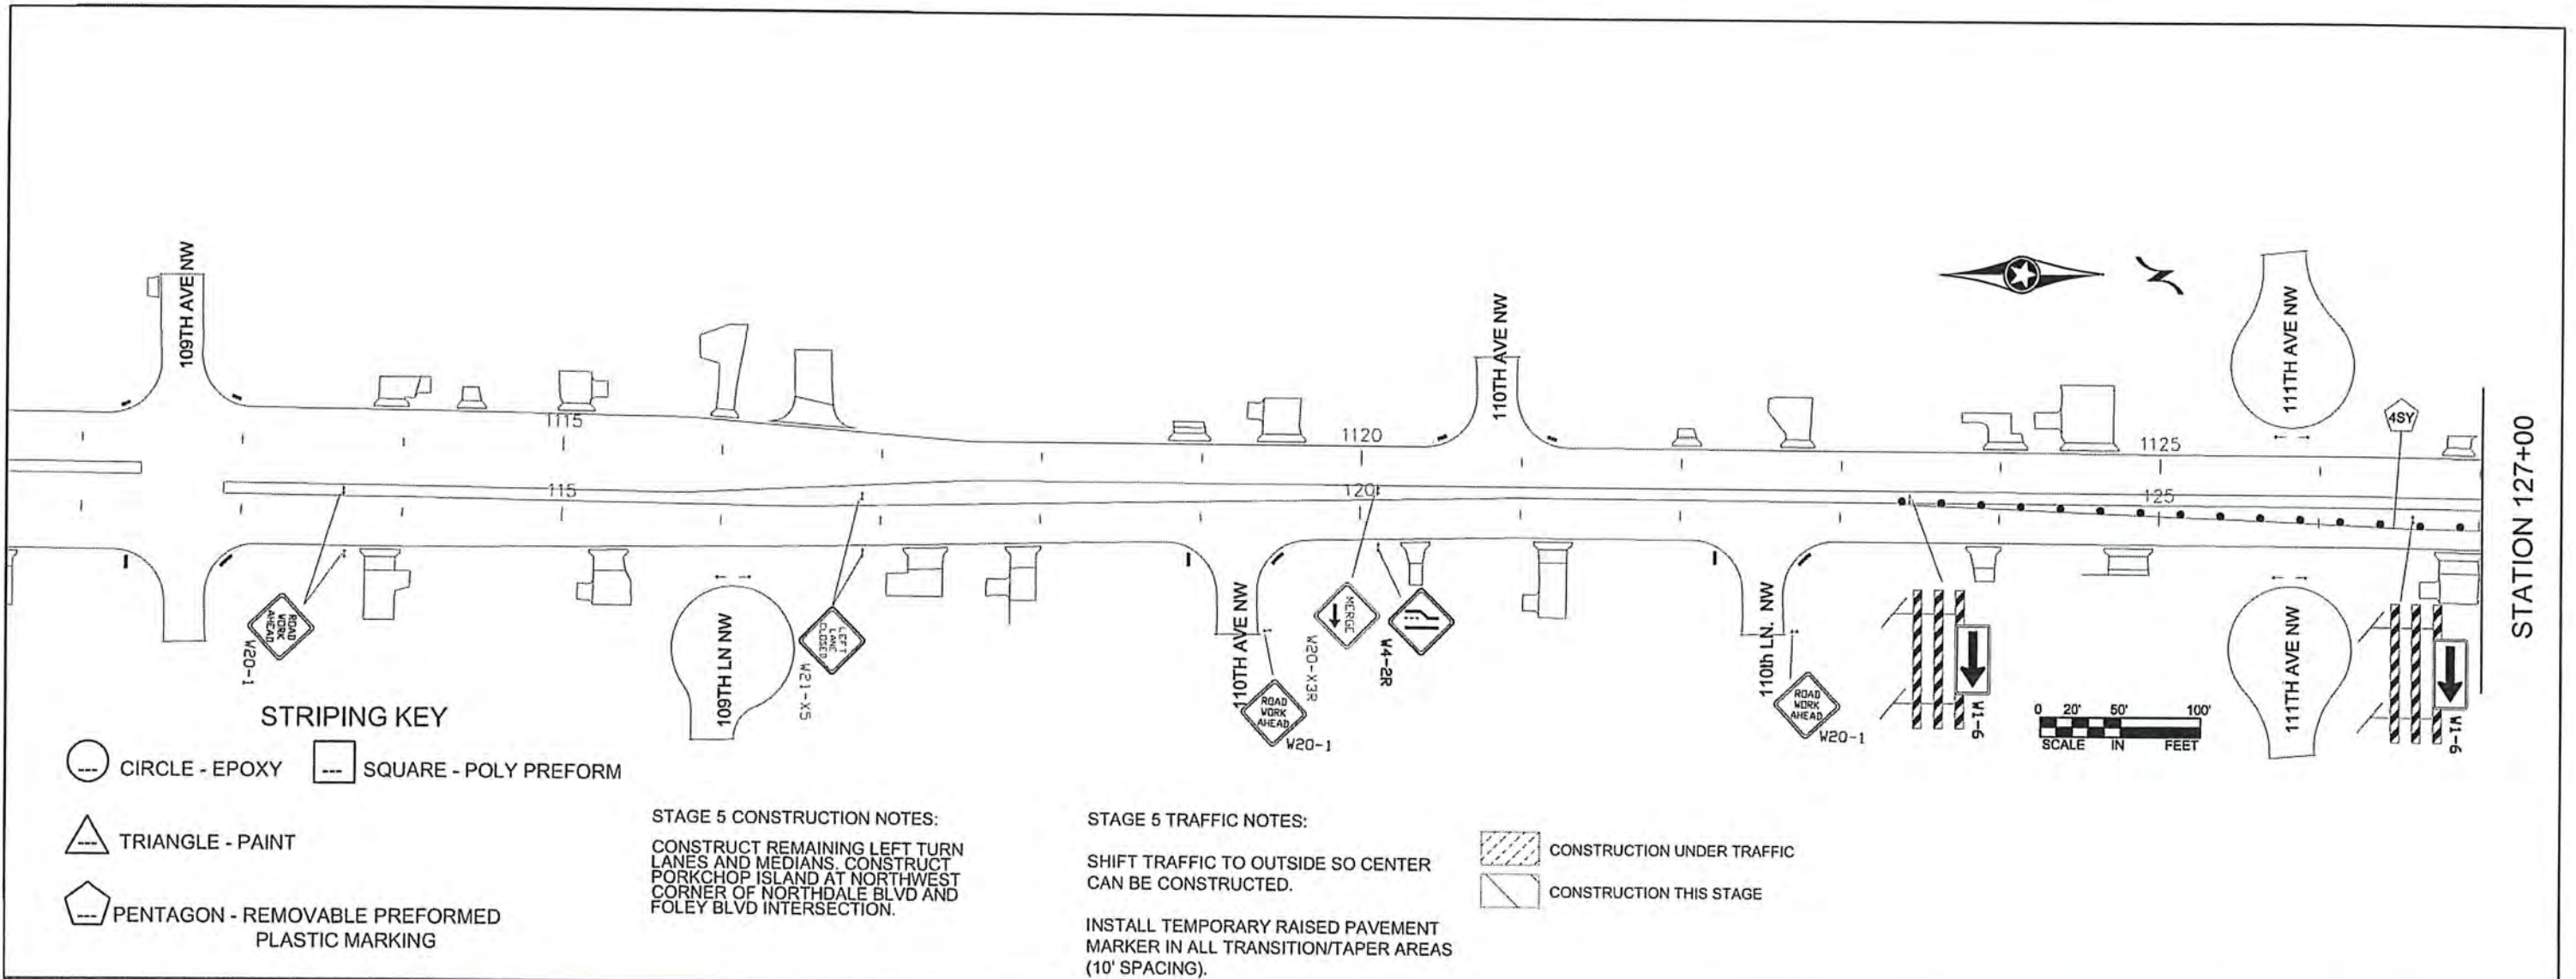 109TH AVE NW
110TH AVE NW
111TH AVE NW
1115
1120
1125
115
120
125
4SY
STATION 127+00
ROAD
WORK
AHEAD
W20-1
109TH LN NW
LEFT
LANE
CLOSED
W21-X5
110TH AVE NW
ROAD
WORK
AHEAD
W20-1
MERGE
W20-X3R
W4-2R
110th LN. NW
ROAD
WORK
AHEAD
W20-1
W1-6
0 20' 50' 100'
SCALE IN FEET
111TH AVE NW
W1-6
STRIPING KEY
CIRCLE - EPOXY
SQUARE - POLY PREFORM
TRIANGLE - PAINT
PENTAGON - REMOVABLE PREFORMED
PLASTIC MARKING
STAGE 5 CONSTRUCTION NOTES:
CONSTRUCT REMAINING LEFT TURN
LANES AND MEDIANS. CONSTRUCT
PORKCHOP ISLAND AT NORTHWEST
CORNER OF NORTHDALE BLVD AND
FOLEY BLVD INTERSECTION.
STAGE 5 TRAFFIC NOTES:
SHIFT TRAFFIC TO OUTSIDE SO CENTER
CAN BE CONSTRUCTED.
INSTALL TEMPORARY RAISED PAVEMENT
MARKER IN ALL TRANSITION/TAPER AREAS
(10' SPACING).
CONSTRUCTION UNDER TRAFFIC
CONSTRUCTION THIS STAGE